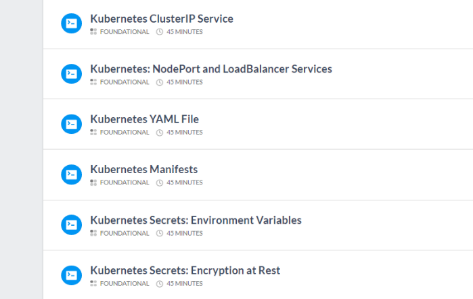 Kubernetes ClusterIP Service
FOUNDATIONAL 45 MINUTES
Kubernetes: NodePort and LoadBalancer Services
FOUNDATIONAL 45 MINUTES
Kubernetes YAML File
FOUNDATIONAL 45 MINUTES
Kubernetes Manifests
FOUNDATIONAL 45 MINUTES
Kubernetes Secrets: Environment Variables
FOUNDATIONAL 45 MINUTES
Kubernetes Secrets: Encryption at Rest
FOUNDATIONAL 45 MINUTES